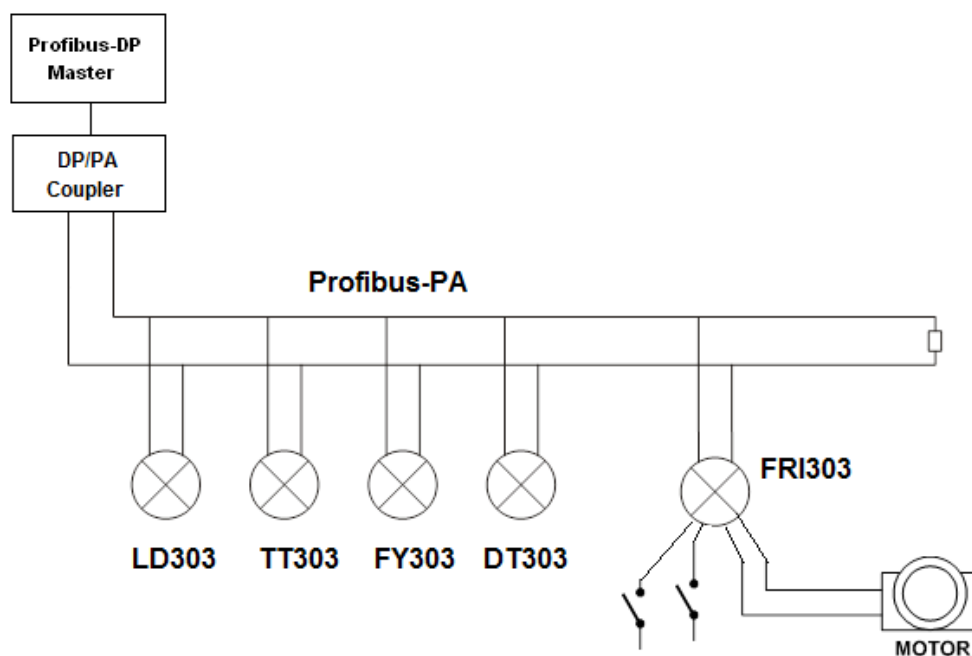 Profibus-DP
Master
DP/PA
Coupler
Profibus-PA
FRI303
LD303
TT303
FY303
DT303
MOTOR